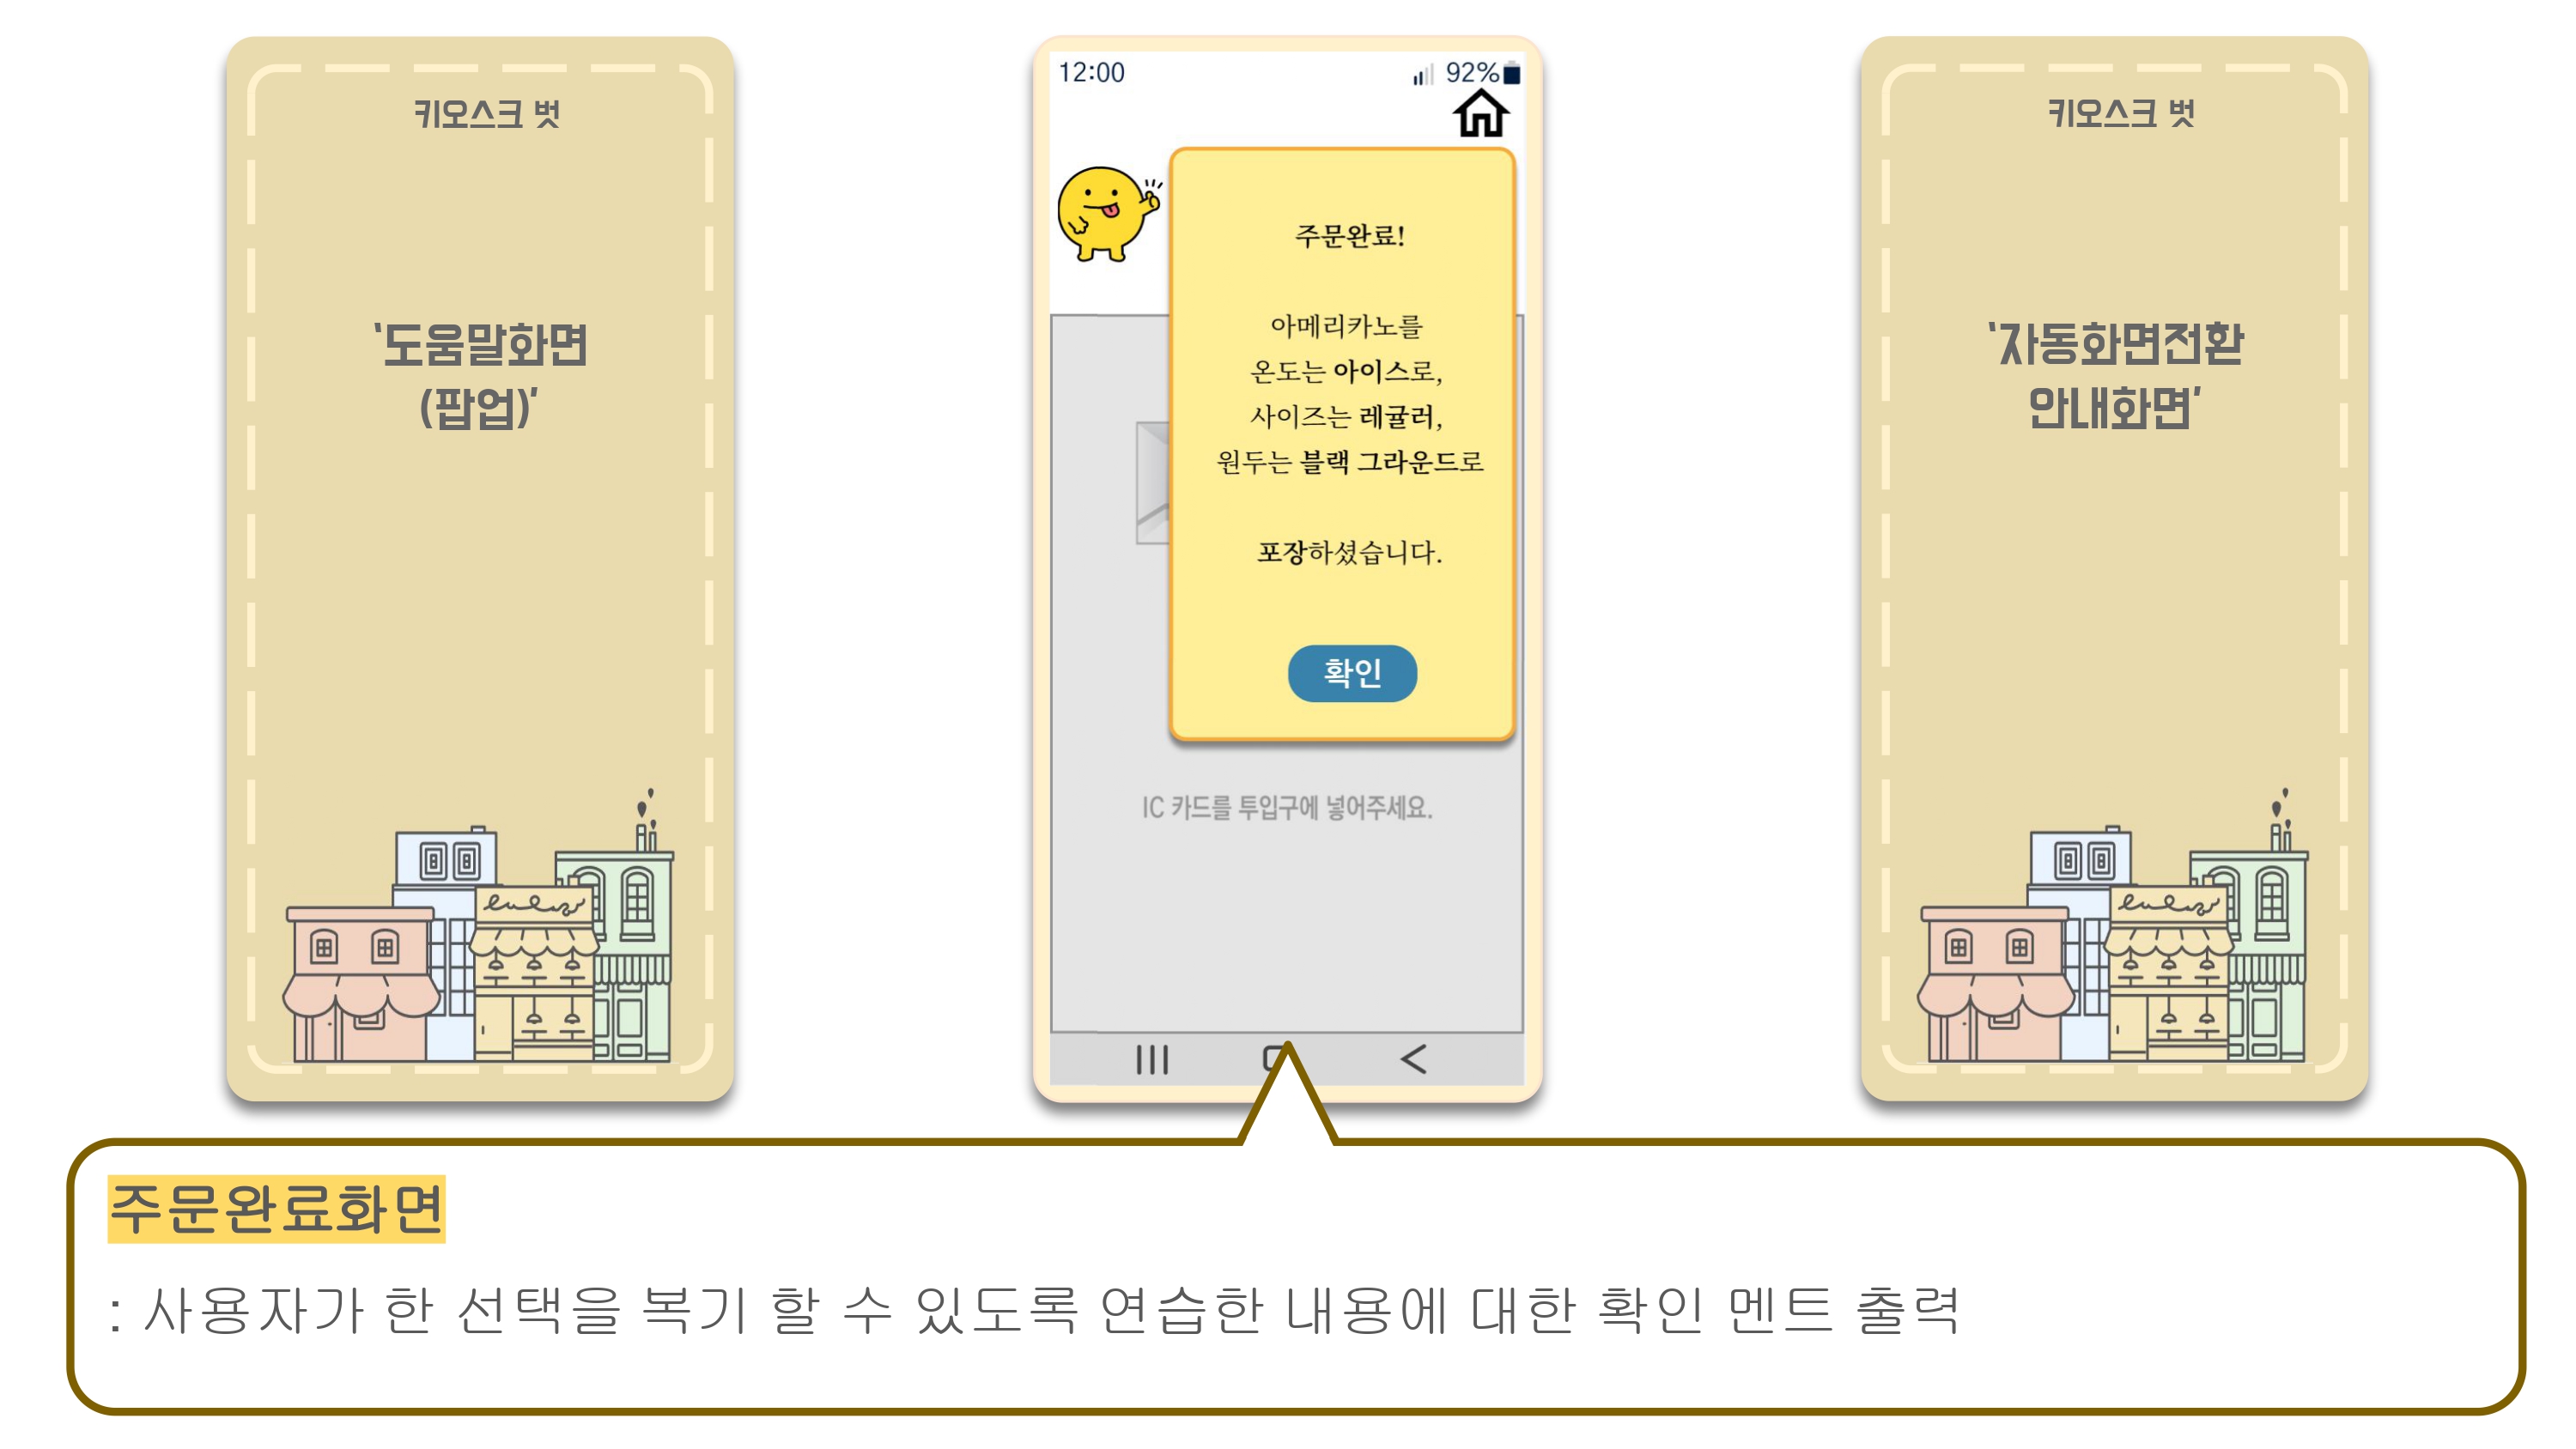 키오스크 벗
‘도움말화면
(팝업)’
12:00
92%
주문완료!
아메리카노를
온도는 아이스로,
사이즈는 레귤러,
원두는 블랙 그라운드로
포장하셨습니다.
확인
IC 카드를 투입구에 넣어주세요.
키오스크 벗
‘자동화면전환
안내화면’
주문완료화면
: 사용자가 한 선택을 복기 할 수 있도록 연습한 내용에 대한 확인 멘트 출력